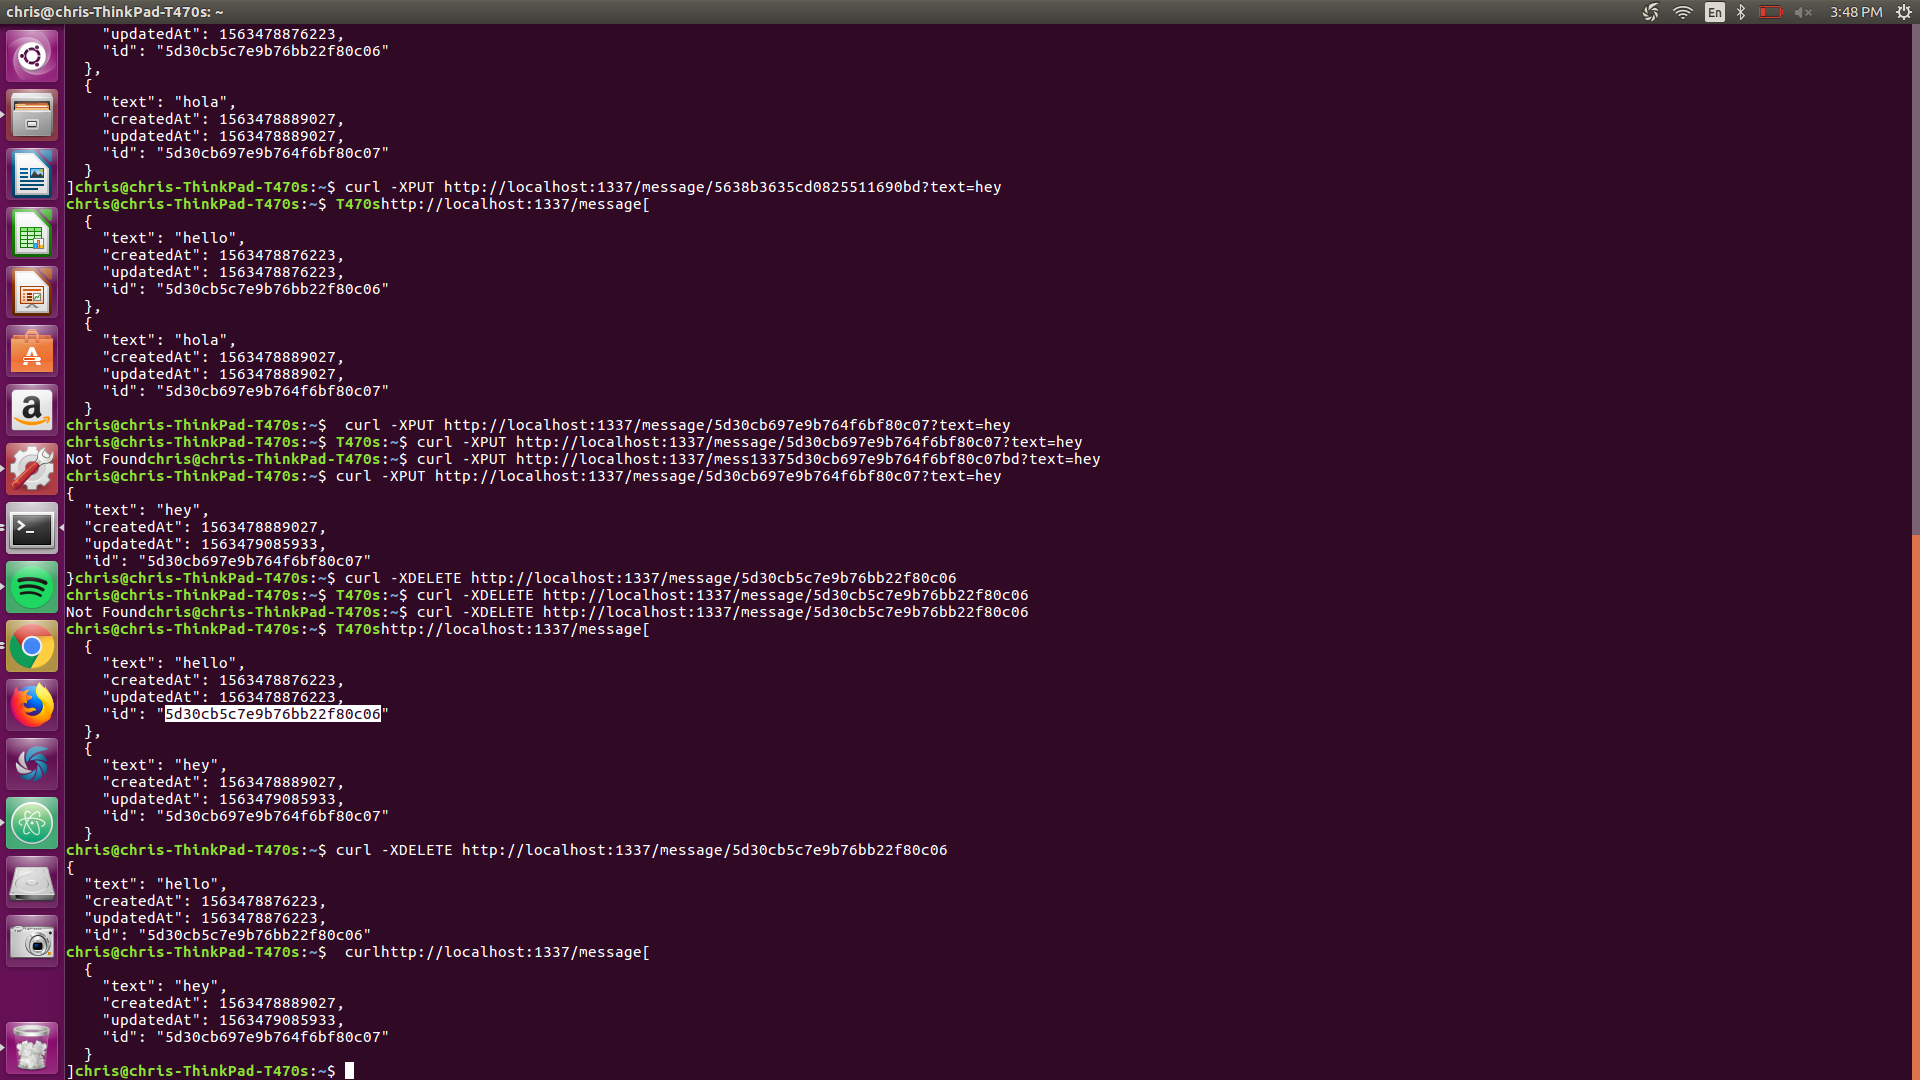 chris@chris-ThinkPad-T470s: ~
En
3:48 PM
"updatedAt": 1563478876223,
"id": "5d30cb5c7e9b76bb22f80c06"
},
{
"text": "hola",
"createdAt": 1563478889027,
"updatedAt": 1563478889027,
"id": "5d30cb697e9b764f6bf80c07"
}
]chris@chris-ThinkPad-T470s:~$ curl -XPUT http://localhost:1337/message/5638b3635cd0825511690bd?text=hey
chris@chris-ThinkPad-T470s:~$ T470shttp://localhost:1337/message[
{
"text": "hello",
"createdAt": 1563478876223,
"updatedAt": 1563478876223,
"id": "5d30cb5c7e9b76bb22f80c06"
},
{
"text": "hola",
"createdAt": 1563478889027,
"updatedAt": 1563478889027,
"id": "5d30cb697e9b764f6bf80c07"
}
chris@chris-ThinkPad-T470s:~$  curl -XPUT http://localhost:1337/message/5d30cb697e9b764f6bf80c07?text=hey
chris@chris-ThinkPad-T470s:~$ T470s:~$ curl -XPUT http://localhost:1337/message/5d30cb697e9b764f6bf80c07?text=hey
Not Foundchris@chris-ThinkPad-T470s:~$ curl -XPUT http://localhost:1337/mess13375d30cb697e9b764f6bf80c07bd?text=hey
chris@chris-ThinkPad-T470s:~$ curl -XPUT http://localhost:1337/message/5d30cb697e9b764f6bf80c07?text=hey
{
"text": "hey",
"createdAt": 1563478889027,
"updatedAt": 1563479085933,
"id": "5d30cb697e9b764f6bf80c07"
}chris@chris-ThinkPad-T470s:~$ curl -XDELETE http://localhost:1337/message/5d30cb5c7e9b76bb22f80c06
chris@chris-ThinkPad-T470s:~$ T470s:~$ curl -XDELETE http://localhost:1337/message/5d30cb5c7e9b76bb22f80c06
Not Foundchris@chris-ThinkPad-T470s:~$ curl -XDELETE http://localhost:1337/message/5d30cb5c7e9b76bb22f80c06
chris@chris-ThinkPad-T470s:~$ T470shttp://localhost:1337/message[
{
"text": "hello",
"createdAt": 1563478876223,
"updatedAt": 1563478876223,
"id": "5d30cb5c7e9b76bb22f80c06"
},
{
"text": "hey",
"createdAt": 1563478889027,
"updatedAt": 1563479085933,
"id": "5d30cb697e9b764f6bf80c07"
}
chris@chris-ThinkPad-T470s:~$ curl -XDELETE http://localhost:1337/message/5d30cb5c7e9b76bb22f80c06
{
"text": "hello",
"createdAt": 1563478876223,
"updatedAt": 1563478876223,
"id": "5d30cb5c7e9b76bb22f80c06"
chris@chris-ThinkPad-T470s:~$  curlhttp://localhost:1337/message[
{
"text": "hey",
"createdAt": 1563478889027,
"updatedAt": 1563479085933,
"id": "5d30cb697e9b764f6bf80c07"
}
]chris@chris-ThinkPad-T470s:~$